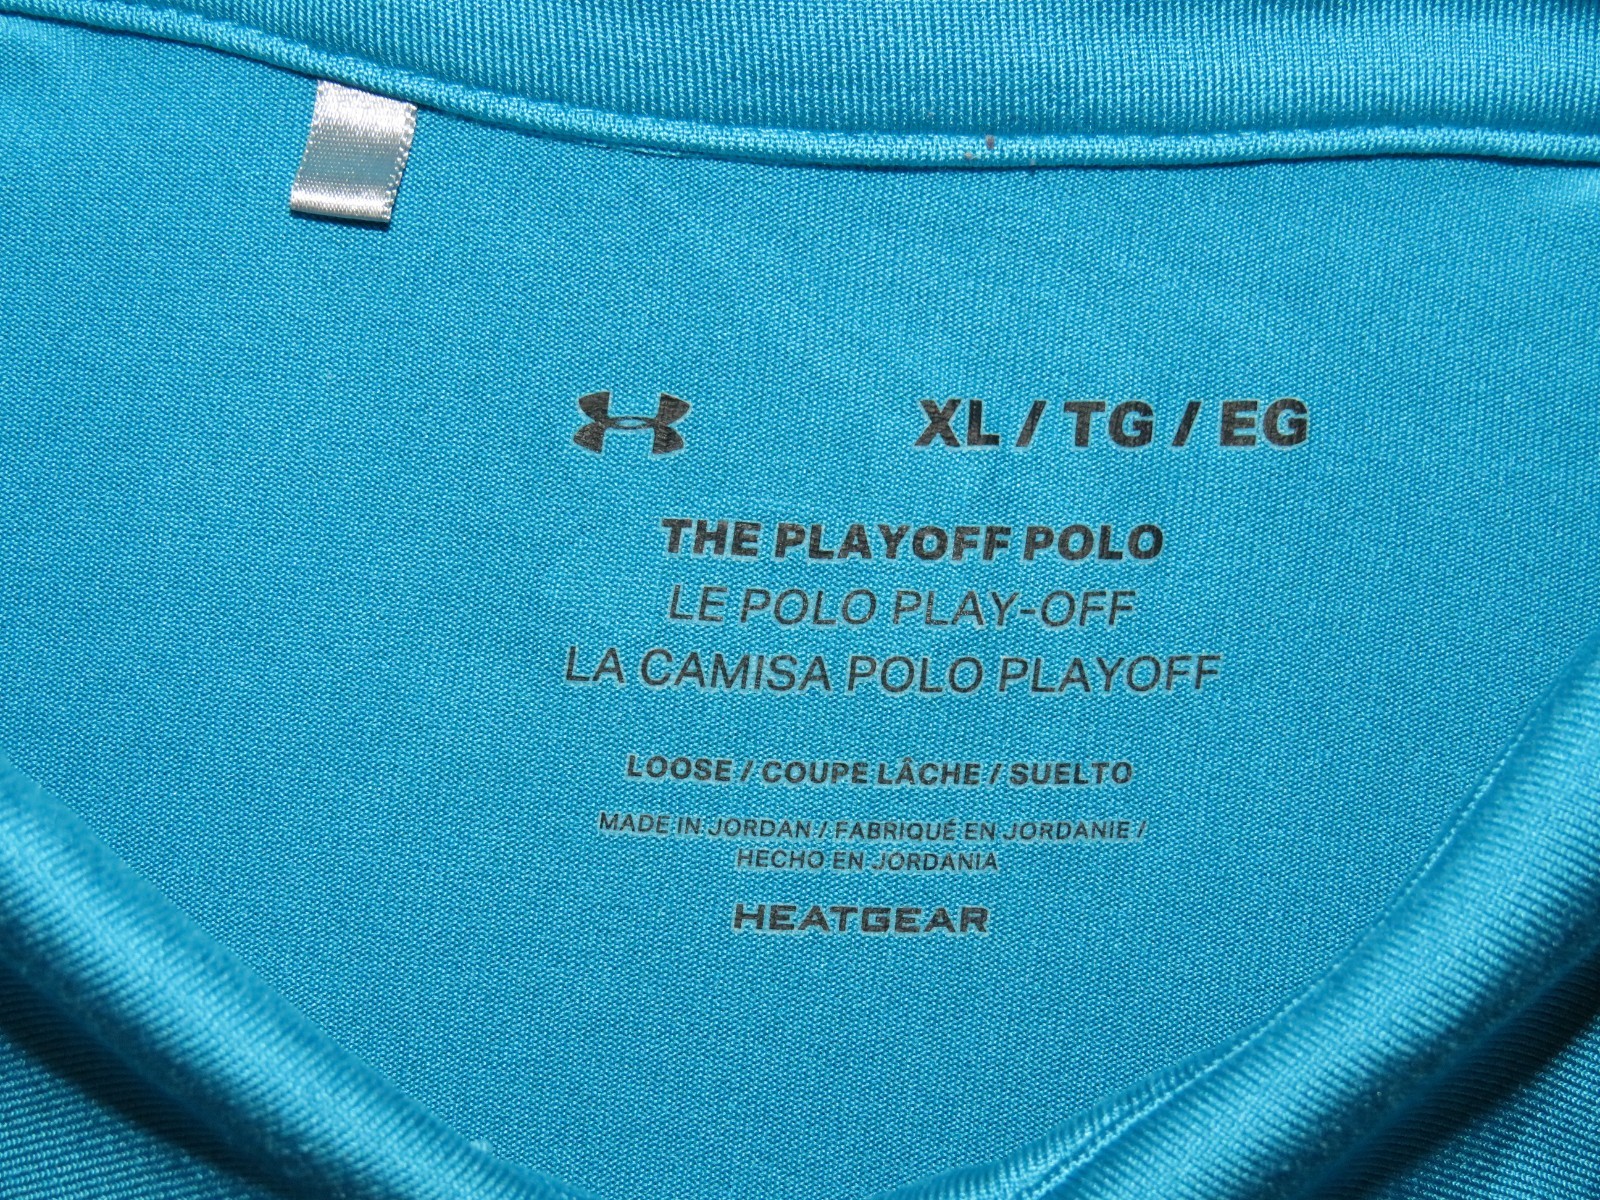 XL / TG / EG
THE PLAYOFF POLO
LE POLO PLAY-OFF
LA CAMISA POLO PLAYOFF
LOOSE / COUPE LÂCHE / SUELTO
MADE IN JORDAN / FABRIQUÉ EN JORDANIE /
HECHO EN JORDANIA
HEATGEAR